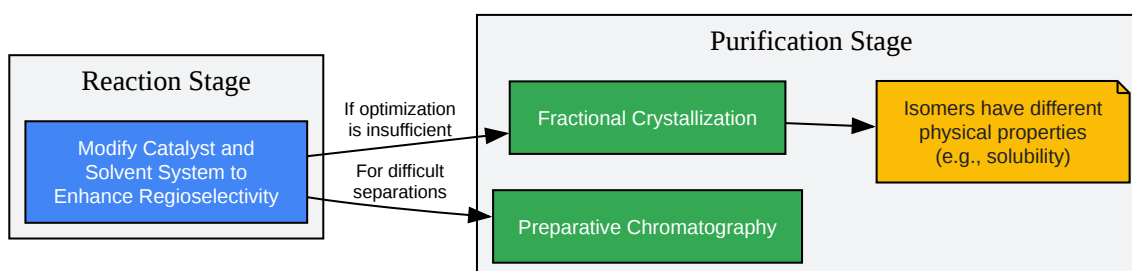 Reaction Stage
Modify Catalyst and
Solvent System to
Enhance Regioselectivity
If optimization
is insufficient
For difficult
separations
Purification Stage
Fractional Crystallization
Preparative Chromatography
Isomers have different
physical properties
(e.g., solubility)